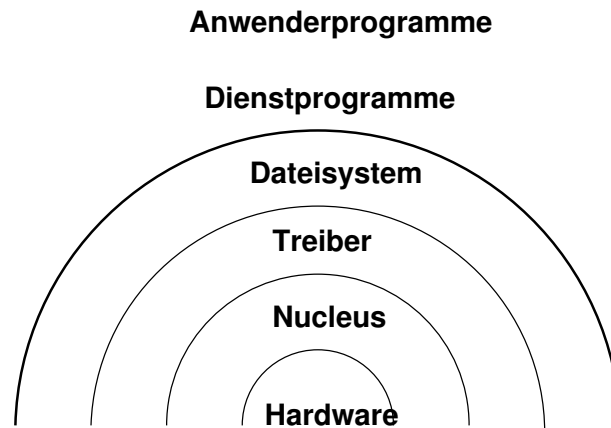 Anwenderprogramme
Dienstprogramme
Dateisystem
Treiber
Nucleus
Hardware